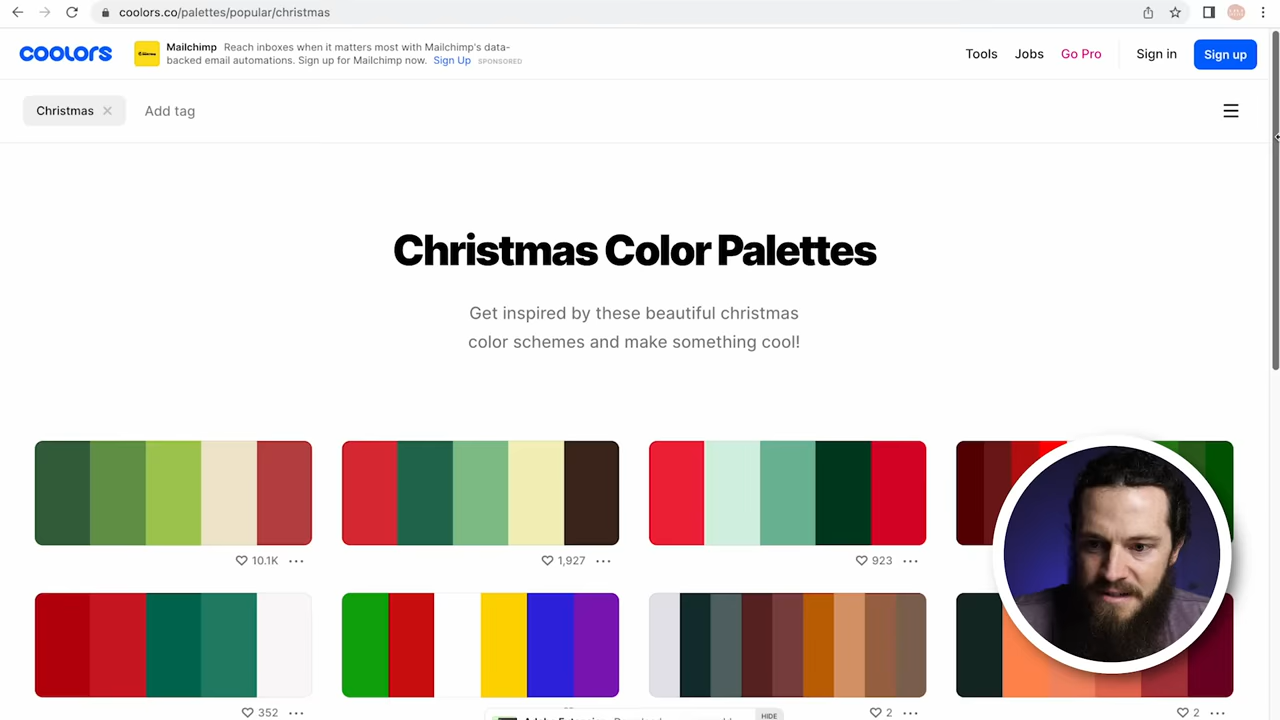 coolors.co/palettes/popular/christmas
coolors
Mailchimp Reach inboxes when it matters most with Mailchimp's data-
backed email automations. Sign up for Mailchimp now. Sign Up SPONSORED
Tools Jobs Go Pro Sign in Sign up
Christmas Add tag
Christmas Color Palettes
Get inspired by these beautiful christmas
color schemes and make something cool!
10.1K 1,927 923
352 2 2
HIDE